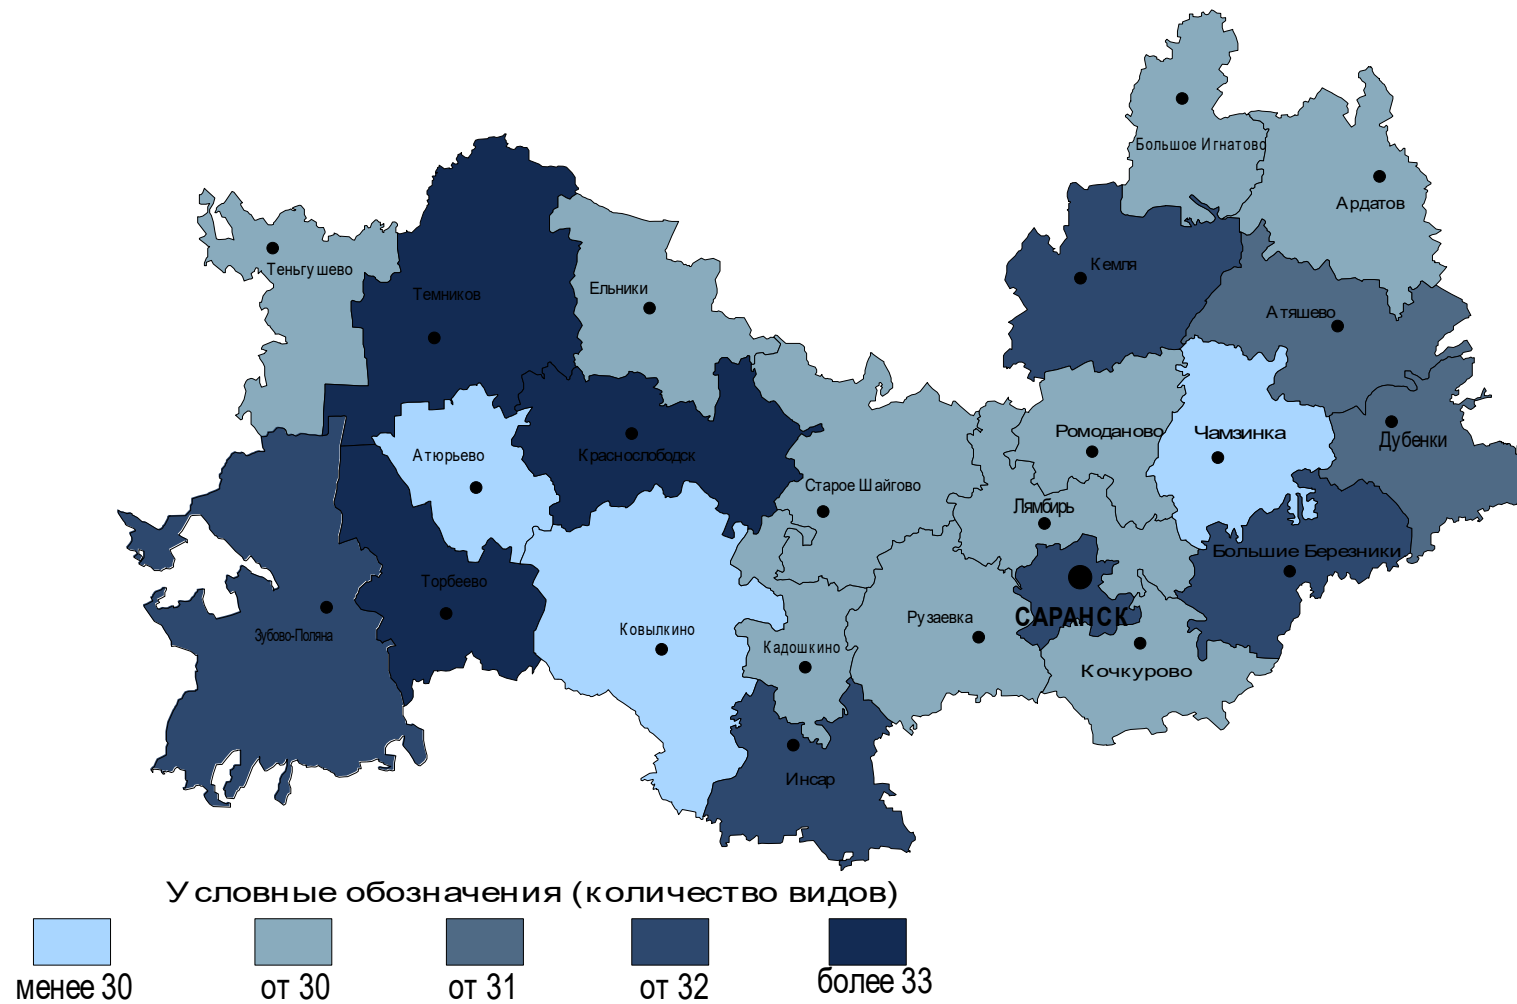 Большое Игнатово
Ардатов
Теньгушево
Кемля
Ельники
Темников
Атяшево
Ромоданово
Чамзинка
Дубенки
Атюрьево
Краснослободск
Старое Шайгово
Лямбирь
Большие Березники
Торбеево
Рузаевка
САРАНСК
Зубово-Поляна
Ковылкино
Кадошкино
Кочкурово
Инсар
Условные обозначения (количество видов)
менее 30
от 30
от 31
от 32
более 33